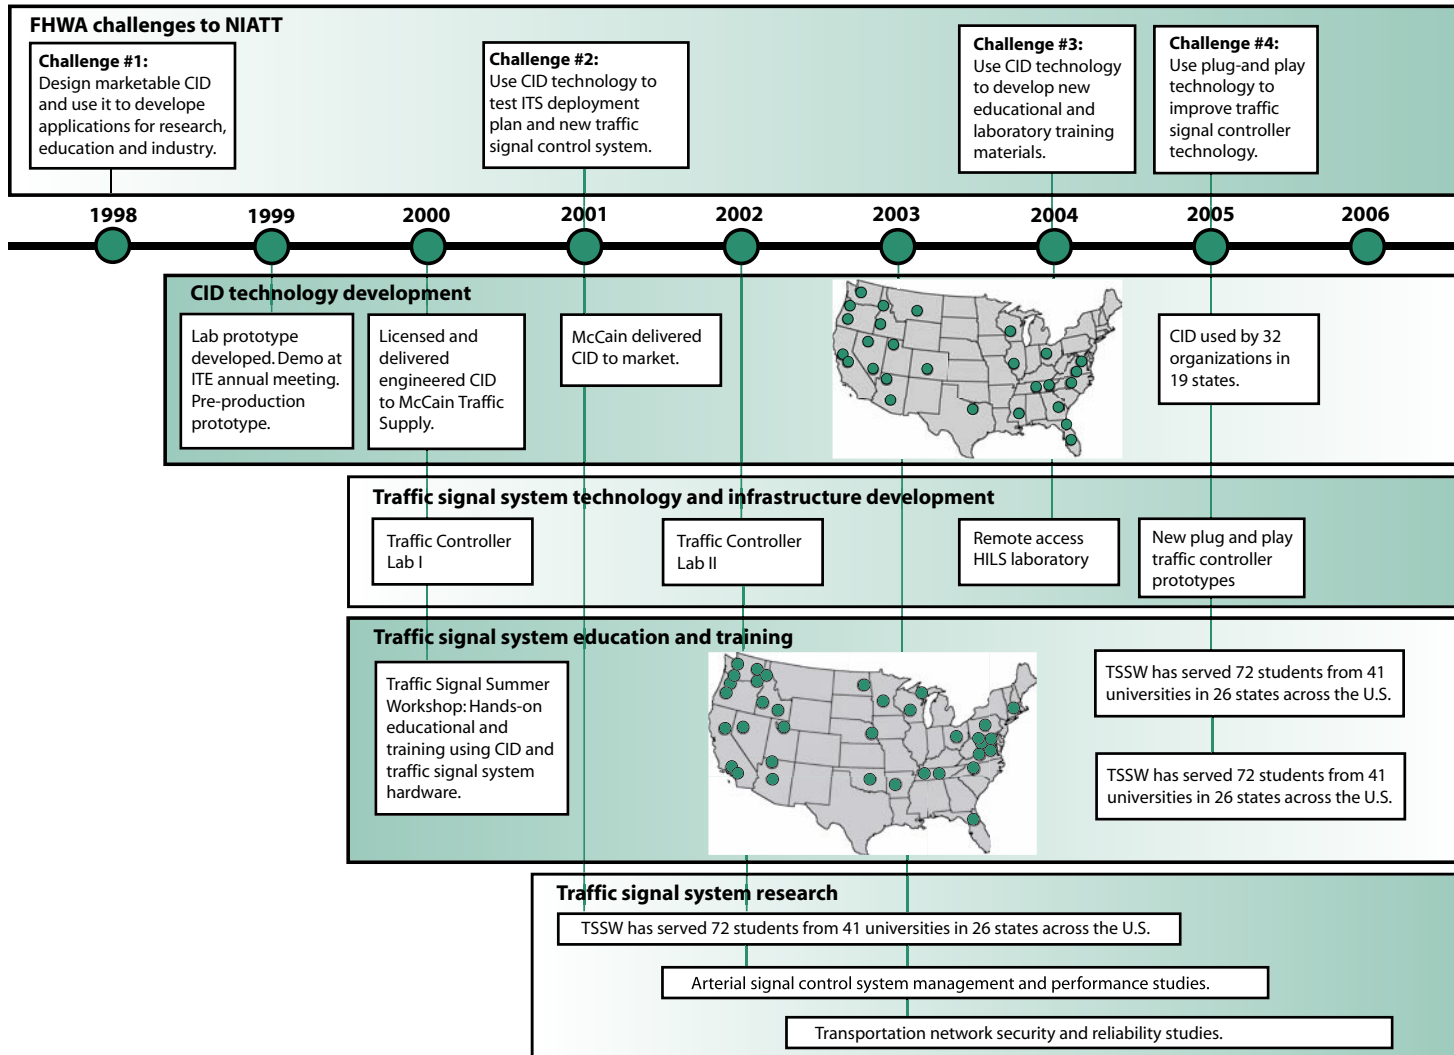 FHWA challenges to NIATT
Challenge #1:
Design marketable CID
and use it to develope
applications for research,
education and industry.
Challenge #2:
Use CID technology to
test ITS deployment
plan and new traffic
signal control system.
Challenge #3:
Use CID technology
to develop new
educational and
laboratory training
materials.
Challenge #4:
Use plug-and play
technology to
improve traffic
signal controller
technology.
1998
1999
2000
2001
2002
2003
2004
2005
2006
CID technology development
Lab prototype
developed. Demo at
ITE annual meeting.
Pre-production
prototype.
Licensed and
delivered
engineered CID
to McCain Traffic
Supply.
McCain delivered
CID to market.
CID used by 32
organizations in
19 states.
Traffic signal system technology and infrastructure development
Traffic Controller
Lab I
Traffic Controller
Lab II
Remote access
HILS laboratory
New plug and play
traffic controller
prototypes
Traffic signal system education and training
Traffic Signal Summer
Workshop: Hands-on
educational and
training using CID and
traffic signal system
hardware.
TSSW has served 72 students from 41
universities in 26 states across the U.S.
TSSW has served 72 students from 41
universities in 26 states across the U.S.
Traffic signal system research
TSSW has served 72 students from 41 universities in 26 states across the U.S.
Arterial signal control system management and performance studies.
Transportation network security and reliability studies.